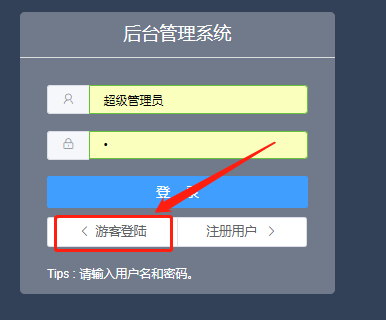 后台管理系统
超级管理员
•
登 录
< 游客登陆 注册用户 >
Tips : 请输入用户名和密码。